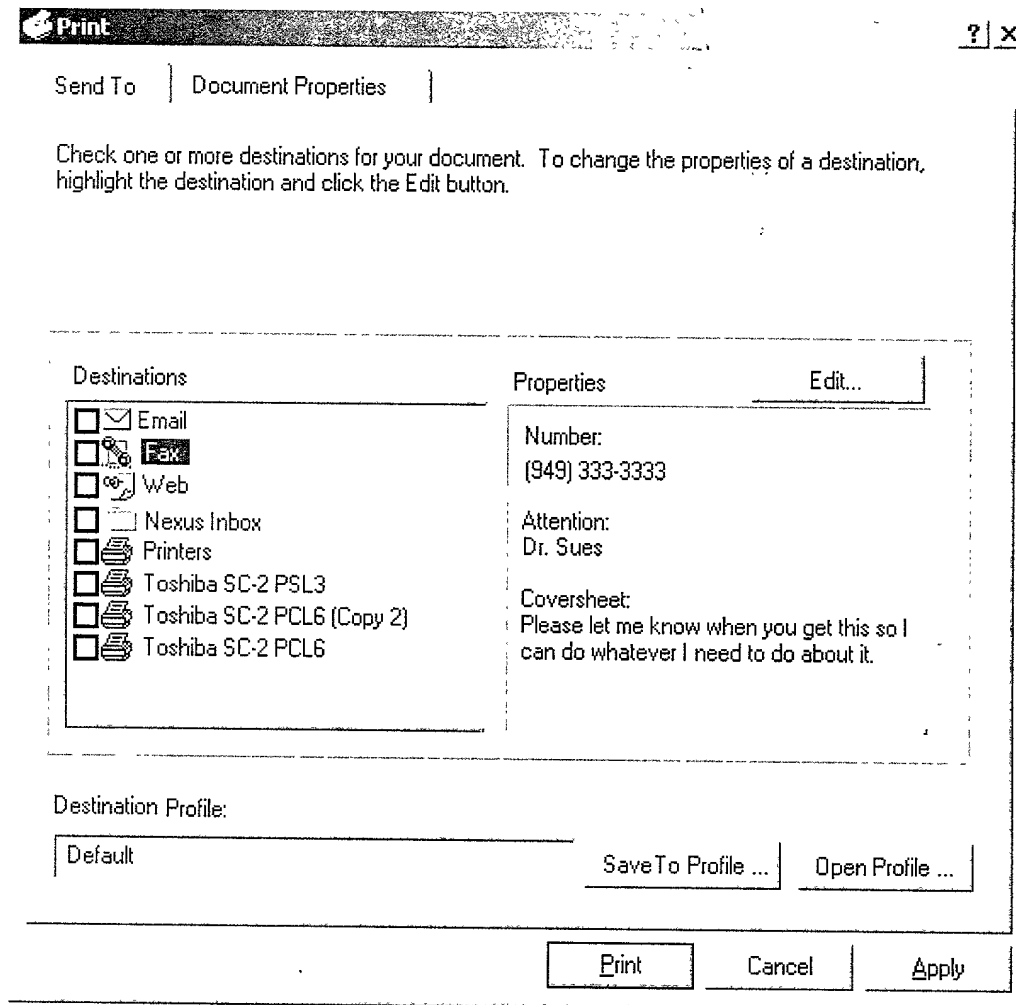 Print
? X
Send To Document Properties
Check one or more destinations for your document. To change the properties of a destination,
highlight the destination and click the Edit button.
Destinations
Email
Fax
Web
Nexus Inbox
Printers
Toshiba SC-2 PSL3
Toshiba SC-2 PCL6 (Copy 2)
Toshiba SC-2 PCL6
Properties Edit...
Number:
(949) 333-3333
Attention:
Dr. Sues
Coversheet:
Please let me know when you get this so I
can do whatever I need to do about it.
Destination Profile:
Default
SaveTo Profile ... Open Profile ...
Print Cancel Apply